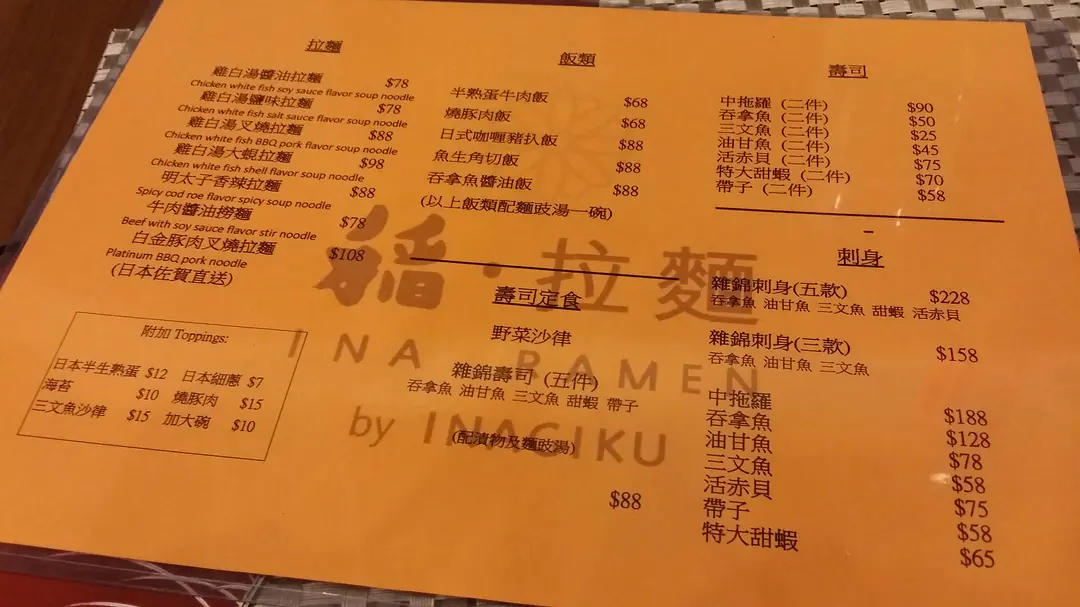 拉麵
雞白湯醬油拉麵 $78
Chicken white fish soy sauce flavor soup noodle
雞白湯鹽味拉麵 $78
Chicken white fish salt sauce flavor soup noodle
雞白湯叉燒拉麵 $88
Chicken white fish BBQ pork flavor soup noodle
雞白湯大蜆拉麵 $98
Chicken white fish shell flavor soup noodle
明太子香辣拉麵 $88
Spicy cod roe flavor spicy soup noodle
牛肉醬油撈麵 $78
Beef with soy sauce flavor stir noodle
白金豚肉叉燒拉麵 $108
Platinum BBQ pork noodle
(日本佐賀直送)
附加 Toppings:
日本半生熟蛋 $12 日本細蔥 $7
海苔 $10 燒豚肉 $15
三文魚沙律 $15 加大碗 $10
飯類
半熟蛋牛肉飯 $68
燒豚肉飯 $68
日式咖喱豬扒飯 $88
魚生角切飯 $88
吞拿魚醬油飯 $88
(以上飯類配麵豉湯一碗)
壽司定食
野菜沙律
雜錦壽司 (五件)
吞拿魚 油甘魚 三文魚 甜蝦 帶子
(配漬物及麵豉湯)
$88
壽司
中拖羅 (二件) $90
吞拿魚 (二件) $50
三文魚 (二件) $25
油甘魚 (二件) $45
活赤貝 (二件) $75
特大甜蝦 (二件) $70
帶子 (二件) $58
-
刺身
雜錦刺身(五款) $228
吞拿魚 油甘魚 三文魚 甜蝦 活赤貝
雜錦刺身(三款) $158
吞拿魚 油甘魚 三文魚
中拖羅 $188
吞拿魚 $128
油甘魚 $78
三文魚 $58
活赤貝 $75
帶子 $58
特大甜蝦 $65
稻·拉麵
INA RAMEN
by INAGIKU